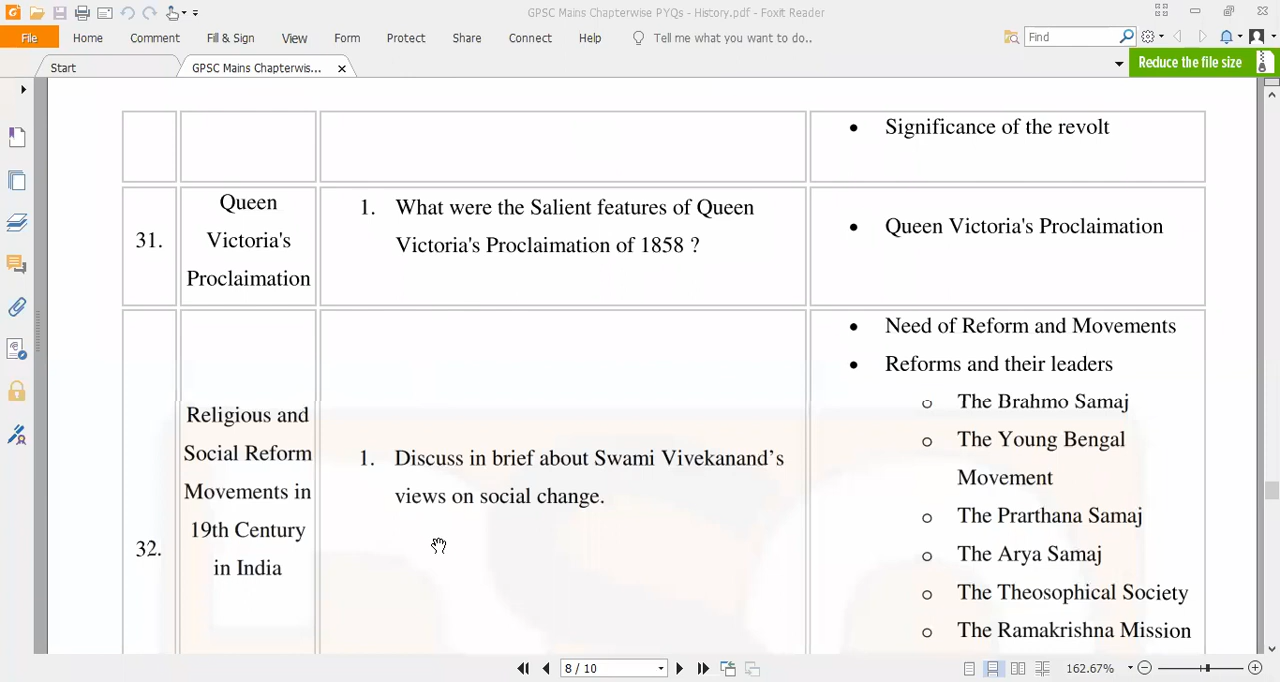 GPSC Mains Chapterwise PYQs - History.pdf - Foxit Reader
File Home Comment Fill & Sign View Form Protect Share Connect Help Tell me what you want to do.. Find
Start GPSC Mains Chapterwis... Reduce the file size
Significance of the revolt
31.
Queen
Victoria's
Proclaimation
1. What were the Salient features of Queen
Victoria's Proclaimation of 1858 ?
Queen Victoria's Proclamation
32.
Religious and
Social Reform
Movements in
19th Century
in India
1. Discuss in brief about Swami Vivekanand’s
views on social change.
Need of Reform and Movements
Reforms and their leaders
The Brahmo Samaj
The Young Bengal
Movement
The Prarthana Samaj
The Arya Samaj
The Theosophical Society
The Ramakrishna Mission
8 / 10 162.67%